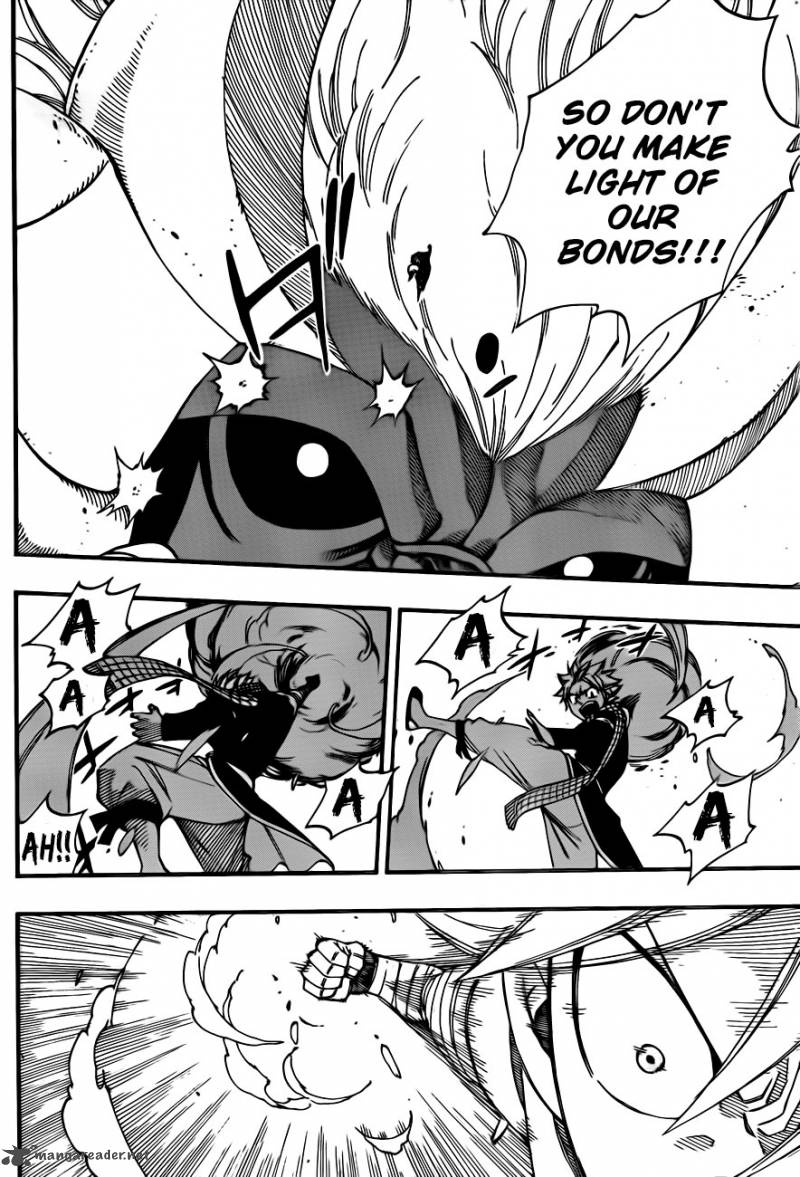 SO DON'T
YOU MAKE
LIGHT OF
OUR
BONDS!!!
A
A
A
A
A
A
AH!!
mangareader.net